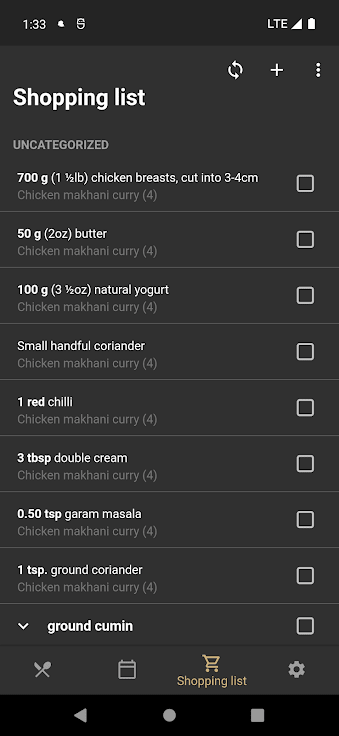 1:33
LTE
Shopping list
UNCATEGORIZED
700 g (1 ½lb) chicken breasts, cut into 3-4cm
Chicken makhani curry (4)
50 g (2oz) butter
Chicken makhani curry (4)
100 g (3 ½oz) natural yogurt
Chicken makhani curry (4)
Small handful coriander
Chicken makhani curry (4)
1 red chilli
Chicken makhani curry (4)
3 tbsp double cream
Chicken makhani curry (4)
0.50 tsp garam masala
Chicken makhani curry (4)
1 tsp. ground coriander
Chicken makhani curry (4)
ground cumin
Shopping list